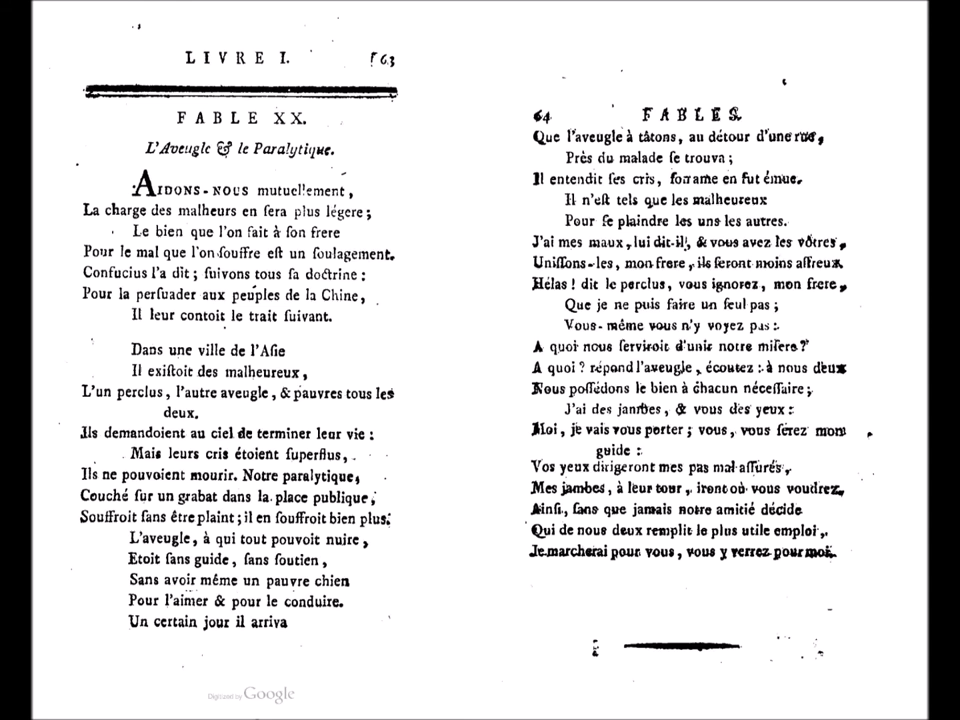 LIVRE I. 63
FABLE XX.
L'Aveugle & le Paralytique.
AIDONS-NOUS mutuellement,
La charge des malheurs en ſera plus légere;
Le bien que l'on fait à ſon frere
Pour le mal que l'on ſouffre eſt un ſoulagement.
Confucius l'a dit; ſuivons tous ſa doctrine:
Pour la perſuader aux peuples de la Chine,
Il leur contoit le trait ſuivant.
Dans une ville de l'Aſie
Il exiſtoit des malheureux,
L'un perclus, l'autre aveugle, & pauvres tous les
deux.
Ils demandoient au ciel de terminer leur vie:
Mais leurs cris étoient ſuperflus,
Ils ne pouvoient mourir. Notre paralytique,
Couché ſur un grabat dans la place publique,
Souffroit ſans être plaint; il en ſouffroit bien plus.
L'aveugle, à qui tout pouvoit nuire,
Etoit ſans guide, ſans ſoutien,
Sans avoir même un pauvre chien
Pour l'aimer & pour le conduire.
Un certain jour il arriva
64 FABLES.
Que l'aveugle à tâtons, au détour d'une rue,
Près du malade ſe trouva;
Il entendit ſes cris, ſon ame en fut émue.
Il n'eſt tels que les malheureux
Pour ſe plaindre les uns les autres.
J'ai mes maux, lui dit-il, & vous avez les vôtres,
Uniſſons-les, mon frere, ils ſeront moins affreux.
Hélas! dit le perclus, vous ignorez, mon frere,
Que je ne puis faire un ſeul pas;
Vous-même vous n'y voyez pas:
A quoi nous ſerviroit d'unir notre miſere?
A quoi? répond l'aveugle, écoutez: à nous deux
Nous poſſédons le bien à chacun néceſſaire;
J'ai des jambes, & vous des yeux:
Moi, je vais vous porter; vous, vous ſerez mon
guide:
Vos yeux dirigeront mes pas mal aſſurés,
Mes jambes, à leur tour, iront où vous voudrez.
Ainſi, ſans que jamais notre amitié décide
Qui de nous deux remplit le plus utile emploi,
Je marcherai pour vous, vous y verrez pour moi.
Digitized by Google